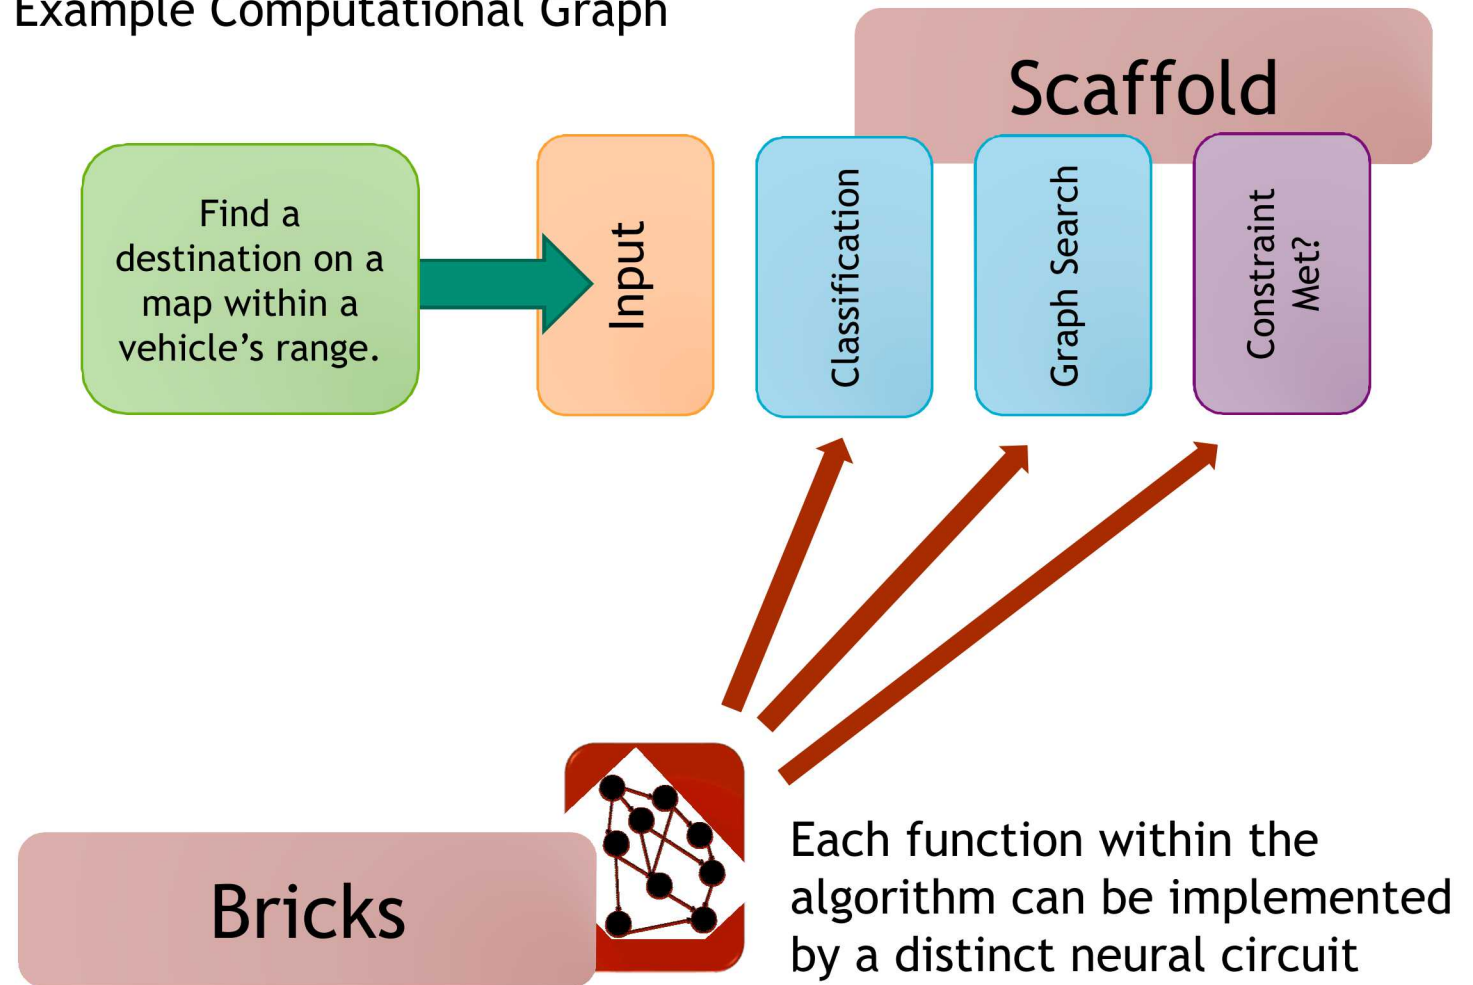 Example Computational Graph
Scaffold
Find a
destination on a
map within a
vehicle’s range.
Input
Classification
Graph Search
Constraint
Met?
Bricks
Each function within the
algorithm can be implemented
by a distinct neural circuit